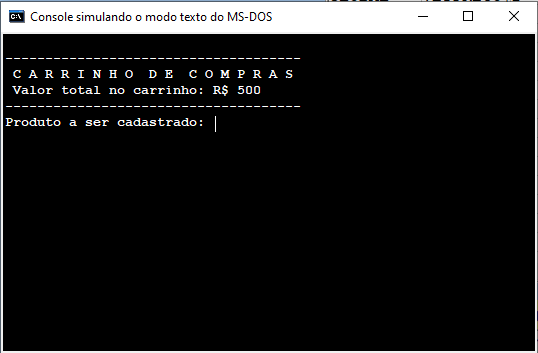 Console simulando o modo texto do MS-DOS
-------------------------------------
C A R R I N H O  D E  C O M P R A S
Valor total no carrinho: R$ 500
-------------------------------------
Produto a ser cadastrado: